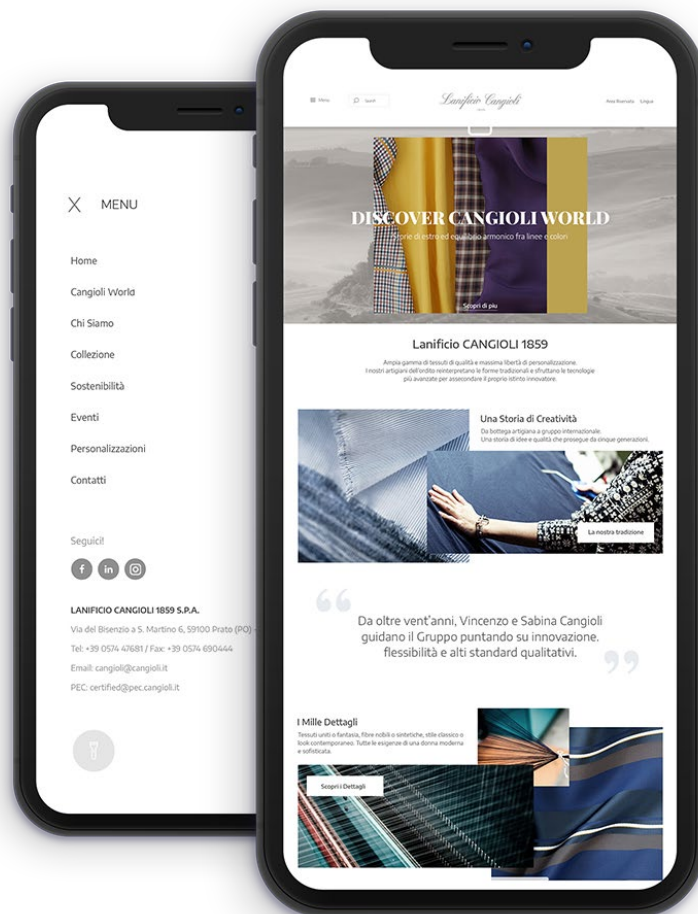 MENU
Home
Cangioli World
Chi Siamo
Collezione
Sostenibilità
Eventi
Personalizzazioni
Contatti
Seguici!
f in
LANIFICIO CANGIOLI 1859 S.P.A.
Via del Bisenzio a S. Martino 6, 59100 Prato (PO) -
Tel: +39 0574 47681 / Fax: +39 0574 690444
Email: cangioli@cangioli.it
PEC: certified@pec.cangioli.it
Menu
Search
Lanificio Cangioli
Area Riservata Lingua
DISCOVER CANGIOLI WORLD
Storie di estro ed equilibrio armonico fra linee e colori
Scopri di più
Lanificio CANGIOLI 1859
Ampia gamma di tessuti di qualità e massima libertà di personalizzazione.
I nostri artigiani dell'ordito reinterpretano le forme tradizionali e sfruttano le tecnologie
più avanzate per assecondare il proprio istinto innovatore.
Una Storia di Creatività
Da bottega artigiana a gruppo internazionale.
Una storia di idee e qualità che prosegue da cinque generazioni.
La nostra tradizione
“
Da oltre vent'anni, Vincenzo e Sabina Cangioli
guidano il Gruppo puntando su innovazione.
flessibilità e alti standard qualitativi.
”
I Mille Dettagli
Tessuti uniti o fantasia, fibre nobili o sintetiche, stile classico o
look contemporaneo. Tutte le esigenze di una donna moderna
e sofisticata.
Scopri i Dettagli